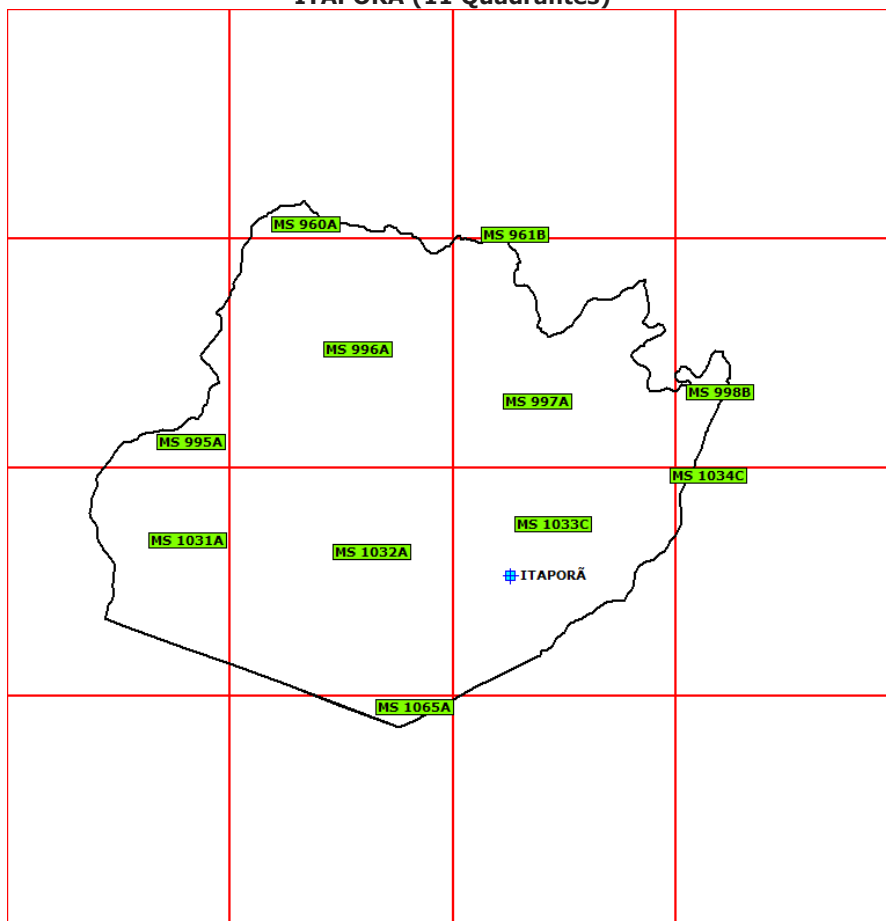 ITAPORÃ (11 Quadrantes)
MS 960A
MS 961B
MS 996A
MS 998B
MS 997A
MS 995A
MS 1034C
MS 1033C
MS 1031A
MS 1032A
ITAPORÃ
MS 1065A